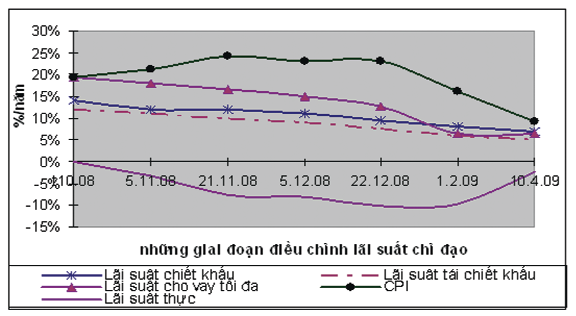 30%
25%
20%
15%
10%
5%
0%
-5%
-10%
-15%
%/năm
5.11.08 21.11.08 5.12.08 22.12.08 1.2.09 10.4.09
những giai đoạn điều chỉnh lãi suất chỉ đạo
Lãi suất chiết khấu Lãi suất tái chiết khấu
Lãi suất cho vay tối đa CPI
Lãi suất thực